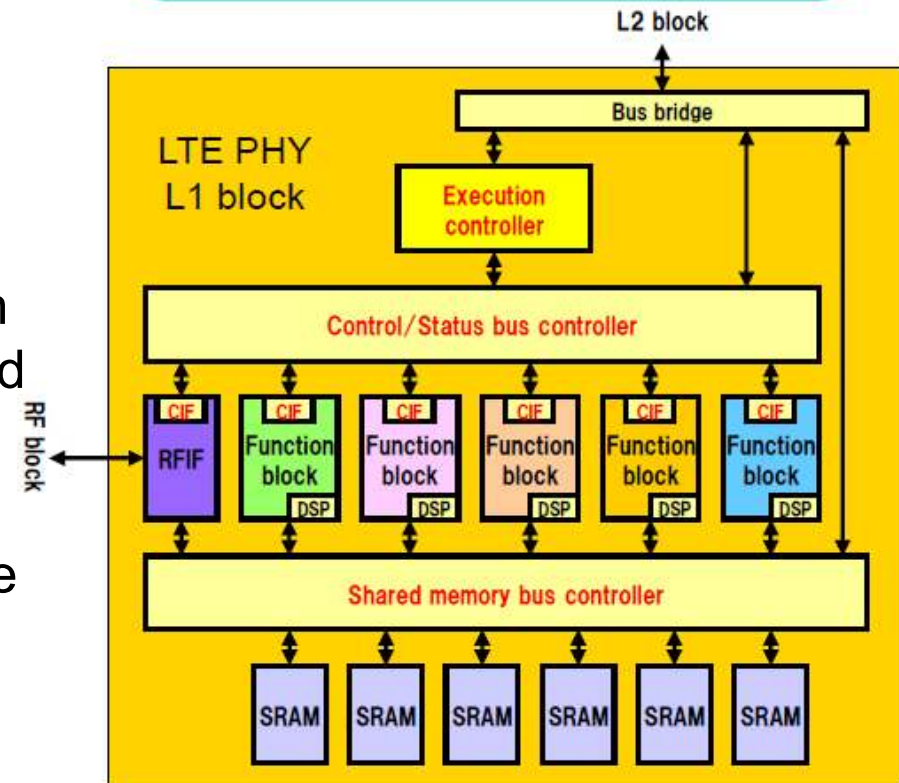 L2 block
Bus bridge
LTE PHY
L1 block
Execution
controller
Control/Status bus controller
RF block
CIF
RFIF
CIF
Function
block
DSP
CIF
Function
block
DSP
CIF
Function
block
DSP
CIF
Function
block
DSP
CIF
Function
block
DSP
Shared memory bus controller
SRAM SRAM SRAM SRAM SRAM SRAM